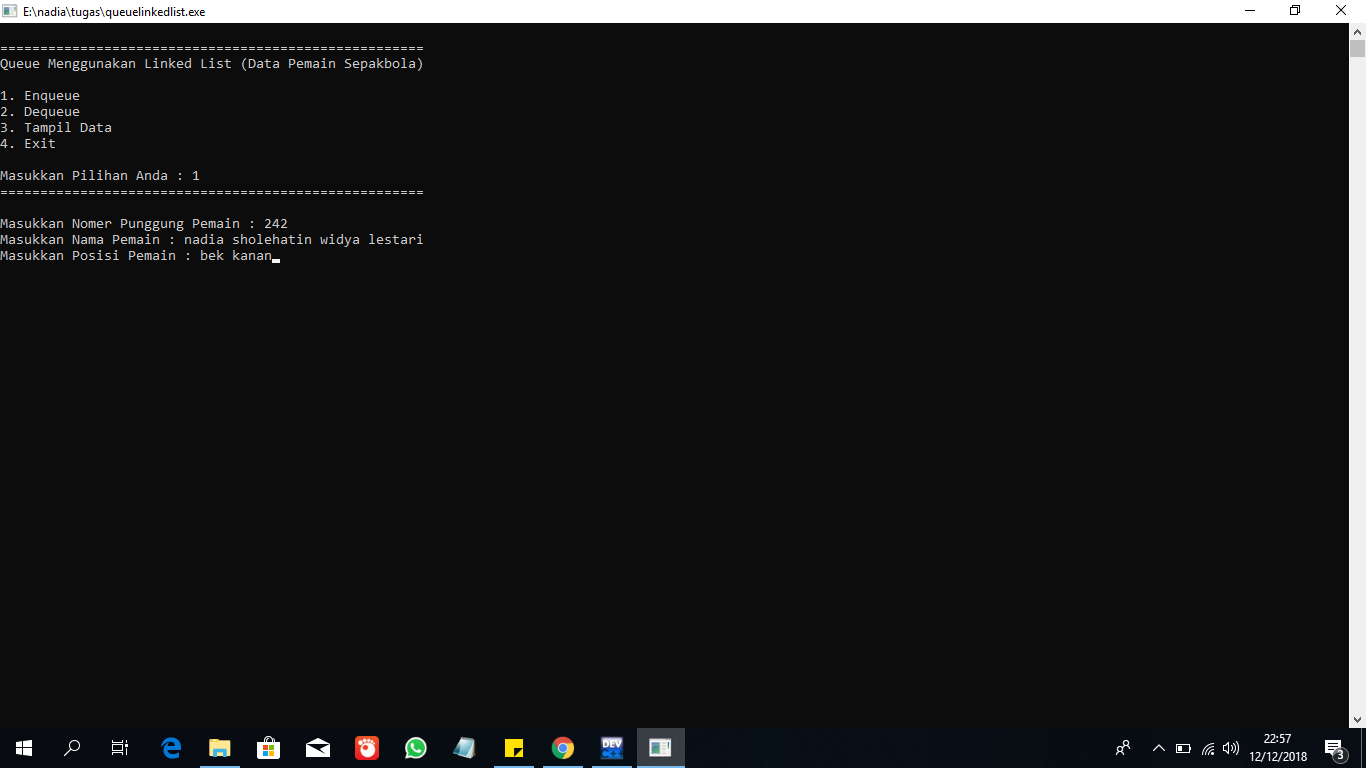 E:\nadia\tugas\queuelinkedlist.exe
=====================================================
Queue Menggunakan Linked List (Data Pemain Sepakbola)
1. Enqueue
2. Dequeue
3. Tampil Data
4. Exit
Masukkan Pilihan Anda : 1
=====================================================
Masukkan Nomer Punggung Pemain : 242
Masukkan Nama Pemain : nadia sholehatin widya lestari
Masukkan Posisi Pemain : bek kanan
DEV
C++
22:57
12/12/2018
3